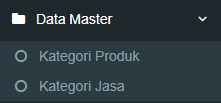 Data Master
Kategori Produk
Kategori Jasa